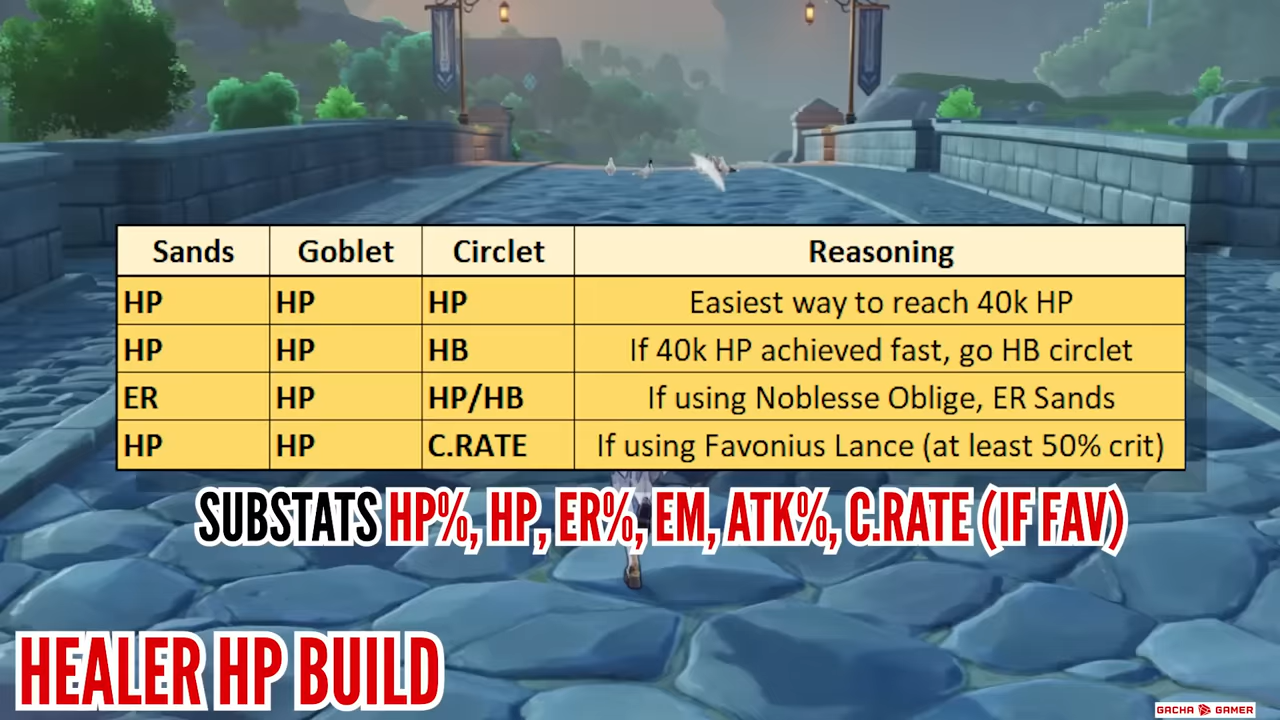 Sands Goblet Circlet Reasoning
HP HP HP Easiest way to reach 40k HP
HP HP HB If 40k HP achieved fast, go HB circlet
ER HP HP/HB If using Noblesse Oblige, ER Sands
HP HP C.RATE If using Favonius Lance (at least 50% crit)
SUBSTATS HP%, HP, ER%, EM, ATK%, C.RATE (IF FAV)
HEALER HP BUILD
GACHA GAMER